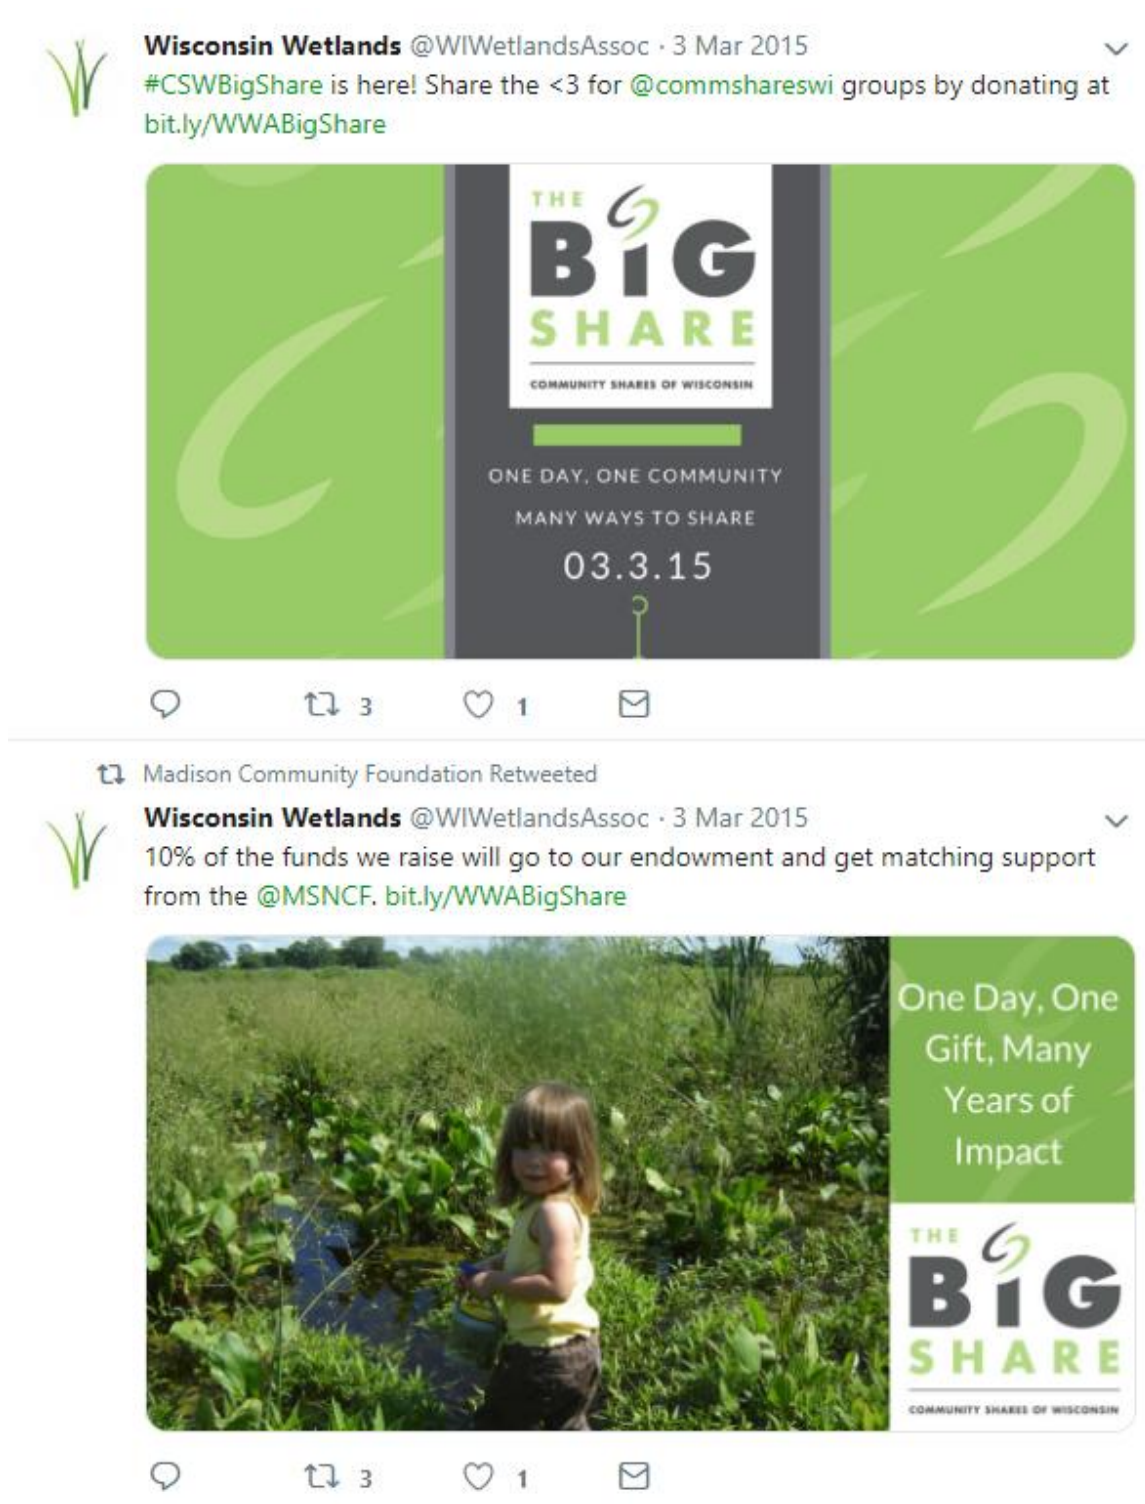 Wisconsin Wetlands @WIWetlandsAssoc · 3 Mar 2015
#CSWBigShare is here! Share the <3 for @commshareswi groups by donating at
bit.ly/WWABigShare
THE
BIG
SHARE
COMMUNITY SHARES OF WISCONSIN
ONE DAY, ONE COMMUNITY
MANY WAYS TO SHARE
03.3.15
3 1
Madison Community Foundation Retweeted
Wisconsin Wetlands @WIWetlandsAssoc · 3 Mar 2015
10% of the funds we raise will go to our endowment and get matching support
from the @MSNCF. bit.ly/WWABigShare
One Day, One
Gift, Many
Years of
Impact
THE
BIG
SHARE
COMMUNITY SHARES OF WISCONSIN
3 1